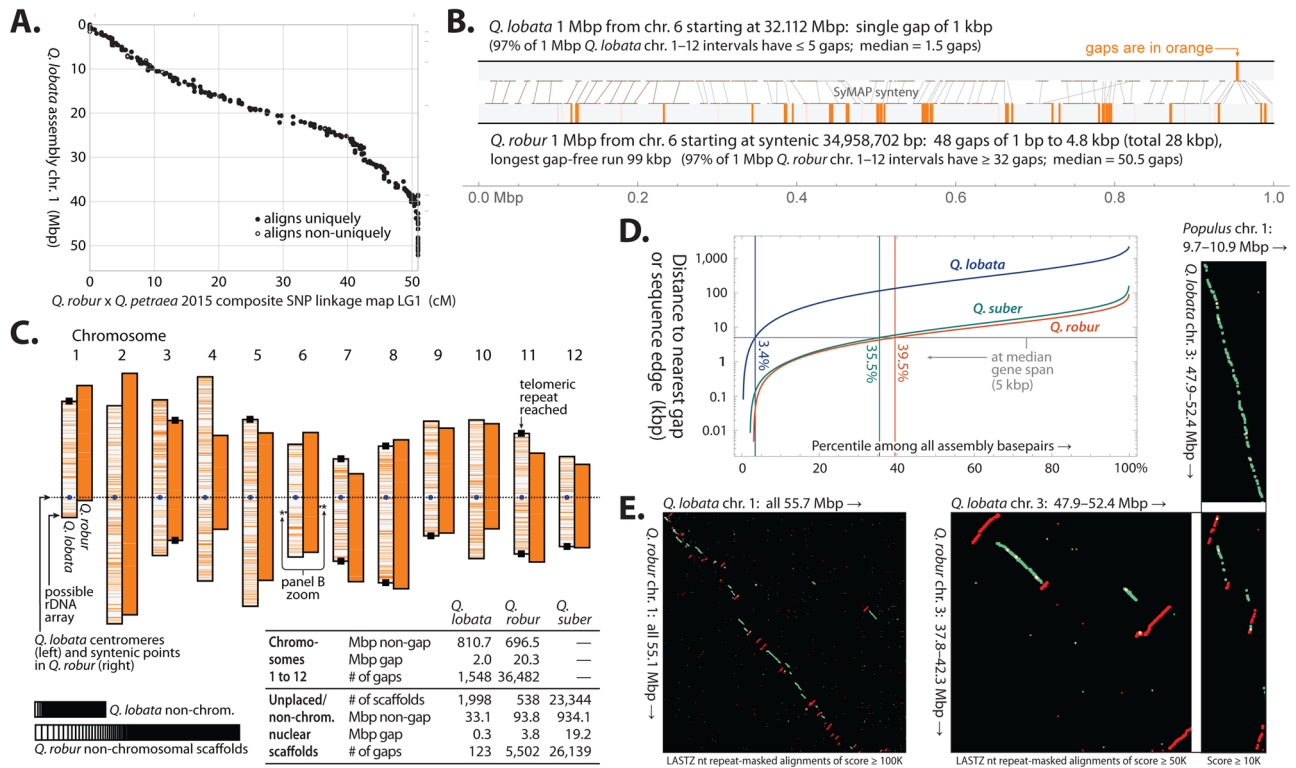 A.
0
10
20
30
40
50
Q. lobata assembly chr. 1 (Mbp)
• aligns uniquely
○ aligns non-uniquely
0 10 20 30 40 50
Q. robur x Q. petraea 2015 composite SNP linkage map LG1 (cM)
B.
Q. lobata 1 Mbp from chr. 6 starting at 32.112 Mbp: single gap of 1 kbp
(97% of 1 Mbp Q. lobata chr. 1–12 intervals have ≤ 5 gaps; median = 1.5 gaps)
gaps are in orange
SyMAP synteny
Q. robur 1 Mbp from chr. 6 starting at syntenic 34,958,702 bp: 48 gaps of 1 bp to 4.8 kbp (total 28 kbp),
longest gap-free run 99 kbp (97% of 1 Mbp Q. robur chr. 1–12 intervals have ≥ 32 gaps; median = 50.5 gaps)
0.0 Mbp 0.2 0.4 0.6 0.8 1.0
C.
Chromosome
1 2 3 4 5 6 7 8 9 10 11 12
telomeric
repeat
reached
Q. robur
Q. lobata
* **
panel B
zoom
possible
rDNA
array
Q. lobata centromeres
(left) and syntenic points
in Q. robur (right)
Q. lobata non-chrom.
Q. robur non-chromosomal scaffolds
Q. Q. Q.
lobata robur suber
Chromo- Mbp non-gap 810.7 696.5 —
somes Mbp gap 2.0 20.3 —
1 to 12 # of gaps 1,548 36,482 —
Unplaced/ # of scaffolds 1,998 538 23,344
non-chrom. Mbp non-gap 33.1 93.8 934.1
nuclear Mbp gap 0.3 3.8 19.2
scaffolds # of gaps 123 5,502 26,139
D.
Distance to nearest gap
or sequence edge (kbp)
1,000
100
10
1
0.1
0.01
Q. lobata
Q. suber
Q. robur
3.4%
35.5%
39.5%
at median
gene span
(5 kbp)
Percentile among all assembly basepairs →
0 20 40 60 80 100%
Populus chr. 1:
9.7–10.9 Mbp →
Q. lobata chr. 3: 47.9–52.4 Mbp →
E.
Q. lobata chr. 1: all 55.7 Mbp →
Q. robur chr. 1: all 55.1 Mbp →
LASTZ nt repeat-masked alignments of score ≥ 100K
Q. lobata chr. 3: 47.9–52.4 Mbp →
Q. robur chr. 3: 37.8–42.3 Mbp →
LASTZ nt repeat-masked alignments of score ≥ 50K
Score ≥ 10K